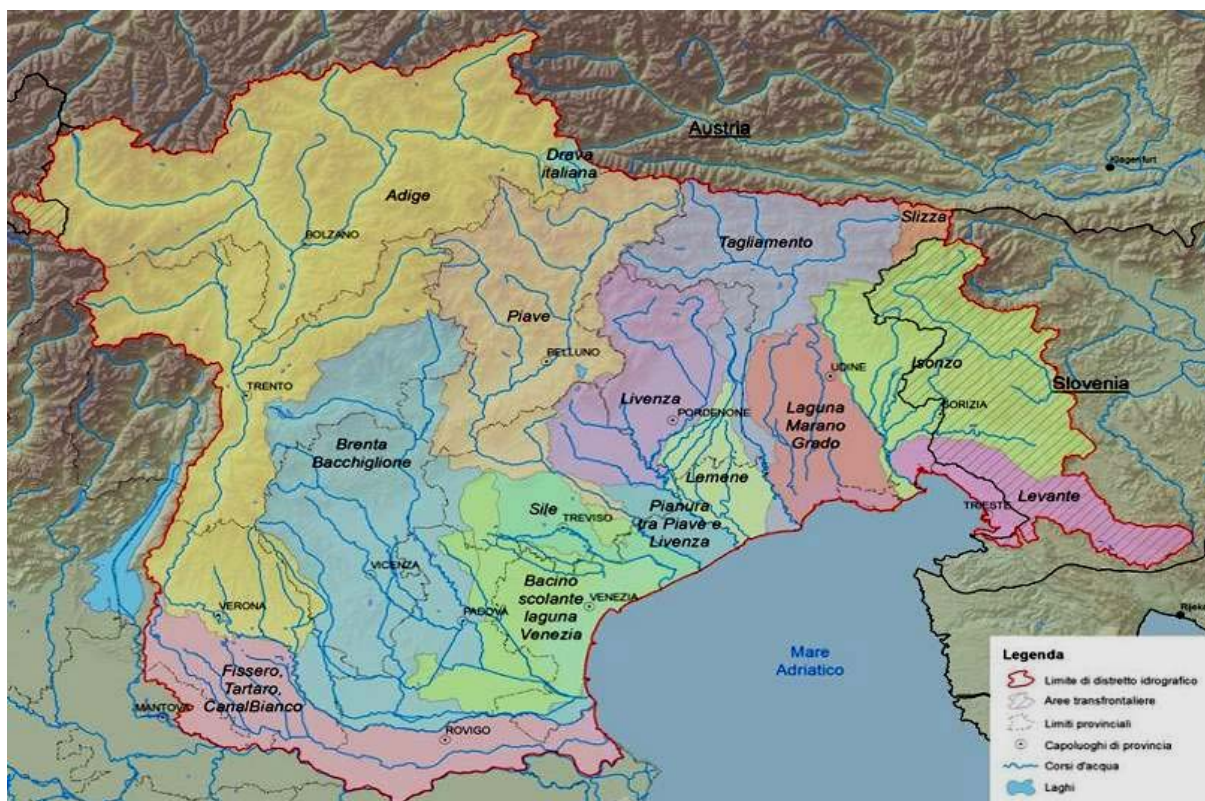 Austria
Klagenfurt
Drava
italiana
Adige
Slizza
BOLZANO
Tagliamento
Piave
BELLUNO
Isonzo
UDINE
Slovenia
TRENTO
Livenza
PORDENONE
Laguna
Marano
Grado
GORIZIA
Brenta
Bacchiglione
Lemene
Levante
Sile
TREVISO
Pianura
tra Piave e
Livenza
TRIESTE
VICENZA
Bacino
scolante
laguna
Venezia
VENEZIA
PADOVA
VERONA
Rijeka
Mare
Adriatico
Fissero,
Tartaro,
CanalBianco
MANTOVA
ROVIGO
Legenda
Limite di distretto idrografico
Aree transfrontaliere
Limiti provinciali
Capoluoghi di provincia
Corsi d'acqua
Laghi